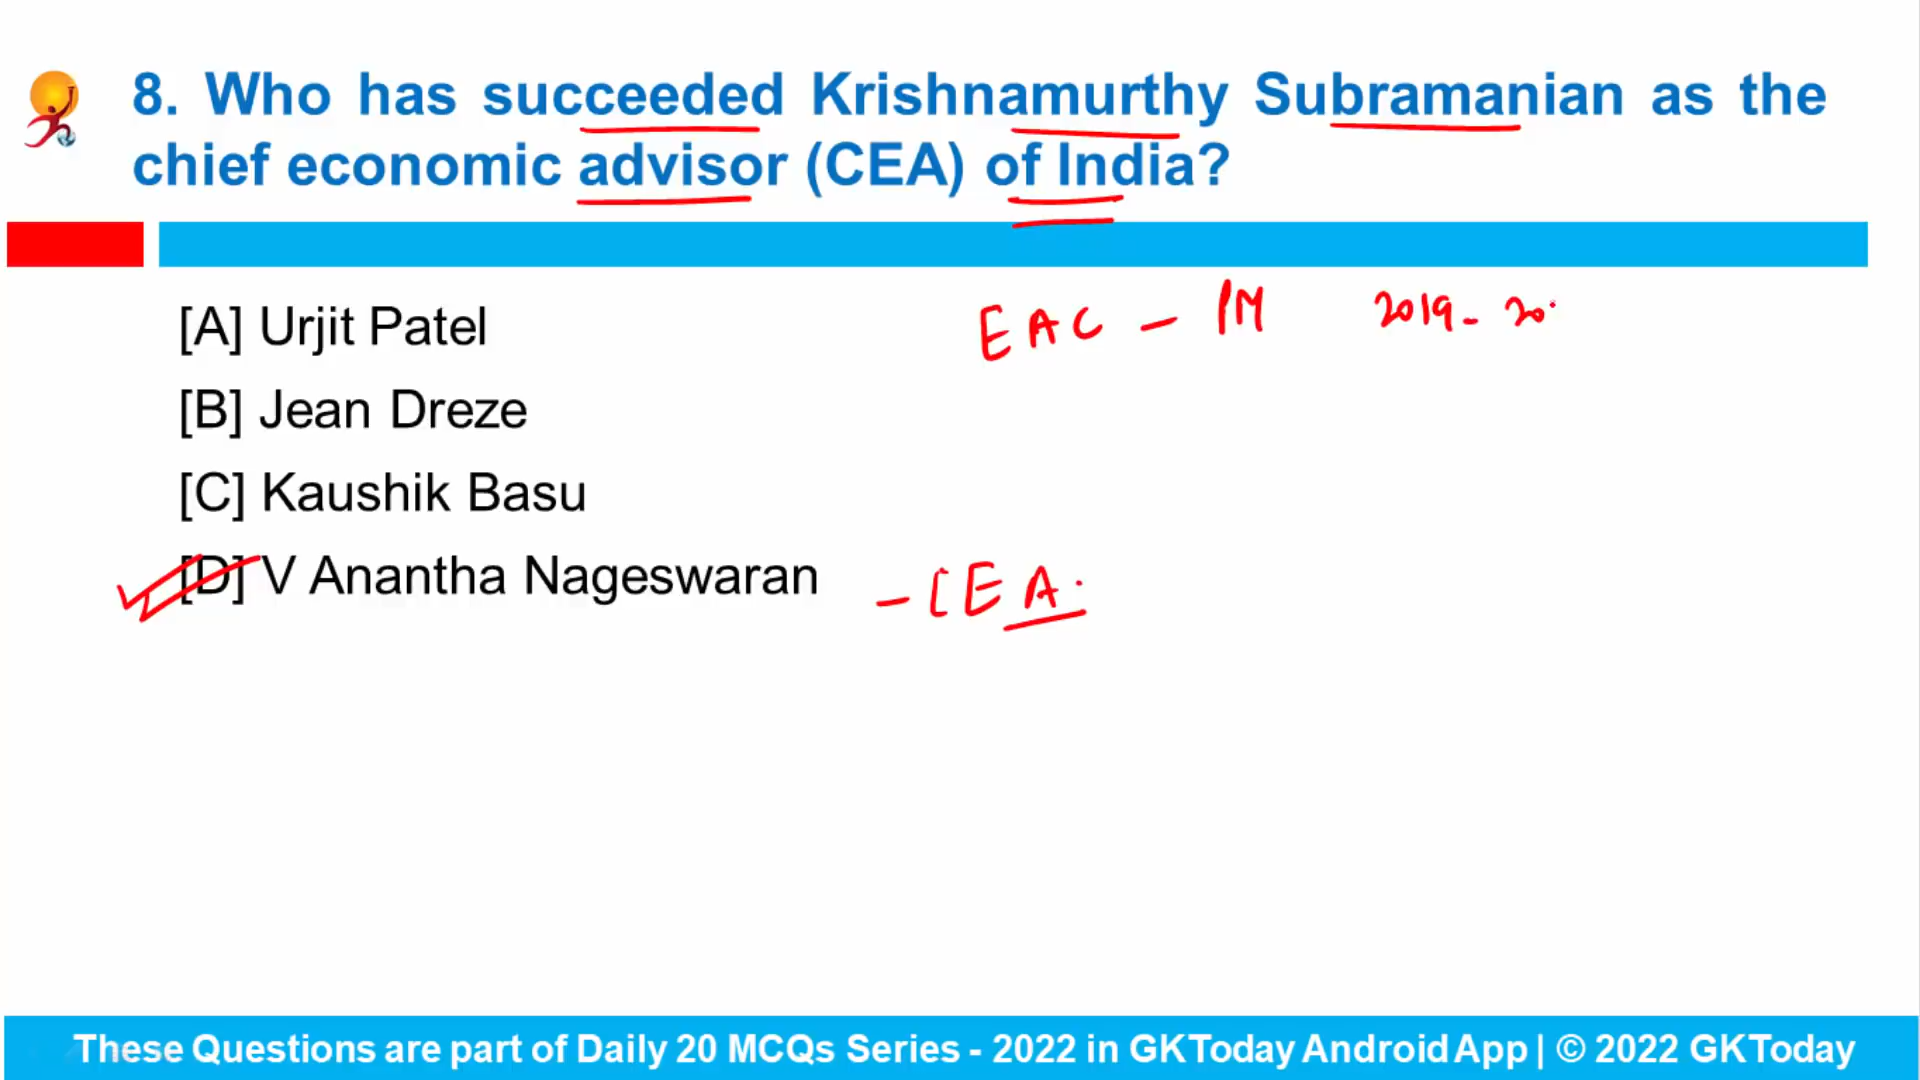 8. Who has succeeded Krishnamurthy Subramanian as the
chief economic advisor (CEA) of India?
[A] Urjit Patel
EAC - PM 2019- 20
[B] Jean Dreze
[C] Kaushik Basu
[D] V Anantha Nageswaran
- CEA.
These Questions are part of Daily 20 MCQs Series - 2022 in GKToday Android App | © 2022 GKToday